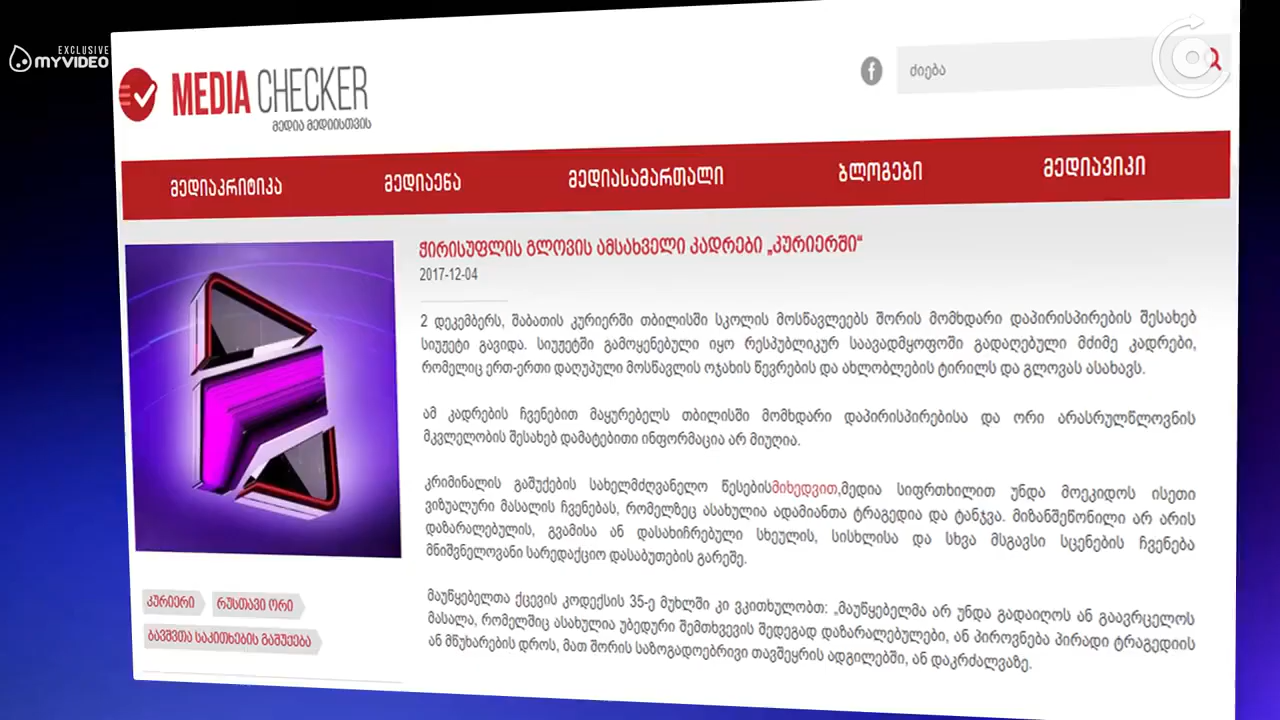 EXCLUSIVE
MYVIDEO
MEDIA CHECKER
მედია მედიისთვის
ძიება
მედიაკრიტიკა მედიაენა მედიასამართალი ბლოგები მედიავიკი
ჭირისუფლის გლოვის ამსახველი კადრები „კურიერში“
2017-12-04
2 დეკემბერს, შაბათის კურიერში თბილისში სკოლის მოსწავლეებს შორის მომხდარი დაპირისპირების შესახებ
სიუჟეტი გავიდა. სიუჟეტში გამოყენებული იყო რესპუბლიკურ საავადმყოფოში გადაღებული მძიმე კადრები,
რომელიც ერთ-ერთი დაღუპული მოსწავლის ოჯახის წევრების და ახლობლების ტირილს და გლოვას ასახავს.
ამ კადრების ჩვენებით მაყურებელს თბილისში მომხდარი დაპირისპირებისა და ორი არასრულწლოვნის
მკვლელობის შესახებ დამატებითი ინფორმაცია არ მიუღია.
კრიმინალის გაშუქების სახელმძღვანელო წესებისმიხედვით,მედია სიფრთხილით უნდა მოეკიდოს ისეთი
ვიზუალური მასალის ჩვენებას, რომელზეც ასახულია ადამიანთა ტრაგედია და ტანჯვა. მიზანშეწონილი არ არის
დაზარალებულის, გვამისა ან დასახიჩრებული სხეულის, სისხლისა და სხვა მსგავსი სცენების ჩვენება
მნიშვნელოვანი სარედაქციო დასაბუთების გარეშე.
მაუწყებელთა ქცევის კოდექსის 35-ე მუხლში კი ვკითხულობთ: „მაუწყებელმა არ უნდა გადაიღოს ან გაავრცელოს
მასალა, რომელშიც ასახულია უბედური შემთხვევის შედეგად დაზარალებულები, ან პიროვნება პირადი ტრაგედიის
ან მწუხარების დროს, მათ შორის საზოგადოებრივი თავშეყრის ადგილებში, ან დაკრძალვაზე.
კურიერი რუსთავი ორი
ბავშვთა საკითხების გაშუქება